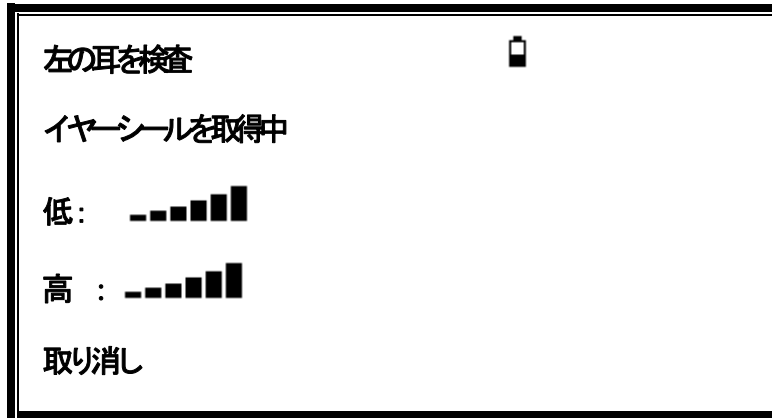 左の耳を検査
イヤーシールを取得中
低:
高 :
取り消し